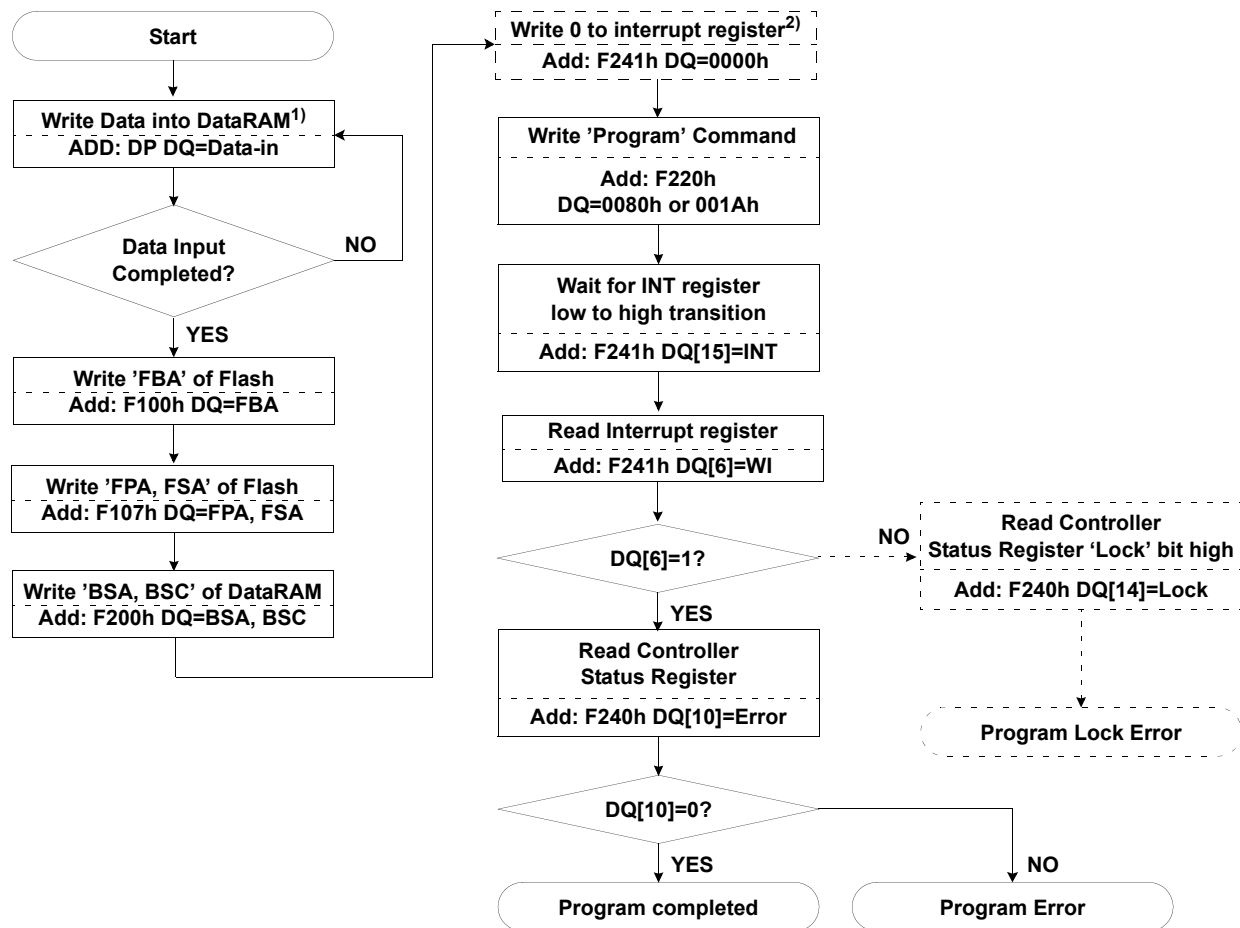 Start
Write Data into DataRAM1)
ADD: DP DQ=Data-in
Data Input
Completed?
NO
YES
Write ’FBA’ of Flash
Add: F100h DQ=FBA
Write ’FPA, FSA’ of Flash
Add: F107h DQ=FPA, FSA
Write ’BSA, BSC’ of DataRAM
Add: F200h DQ=BSA, BSC
Write 0 to interrupt register2)
Add: F241h DQ=0000h
Write ’Program’ Command
Add: F220h
DQ=0080h or 001Ah
Wait for INT register
low to high transition
Add: F241h DQ[15]=INT
Read Interrupt register
Add: F241h DQ[6]=WI
DQ[6]=1?
NO
YES
Read Controller
Status Register ‘Lock’ bit high
Add: F240h DQ[14]=Lock
Program Lock Error
Read Controller
Status Register
Add: F240h DQ[10]=Error
DQ[10]=0?
YES
NO
Program completed
Program Error